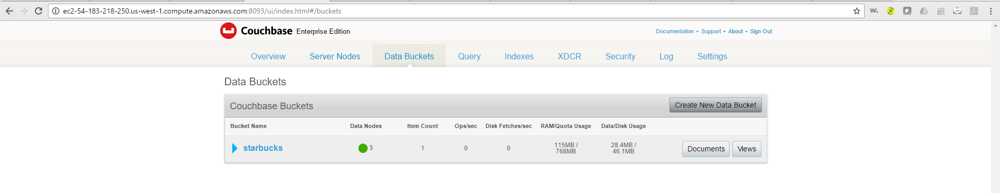 ec2-54-183-218-250.us-west-1.compute.amazonaws.com:8093/ui/index.html#/buckets
w.
Couchbase Enterprise Edition
Documentation • Support • About • Sign Out
Overview Server Nodes Data Buckets Query Indexes XDCR Security Log Settings
Data Buckets
Couchbase Buckets Create New Data Bucket
Bucket Name Data Nodes Item Count Ops/sec Disk Fetches/sec RAM/Quota Usage Data/Disk Usage
starbucks 3 1 0 0 115MB / 768MB 28.4MB / 46.1MB Documents Views